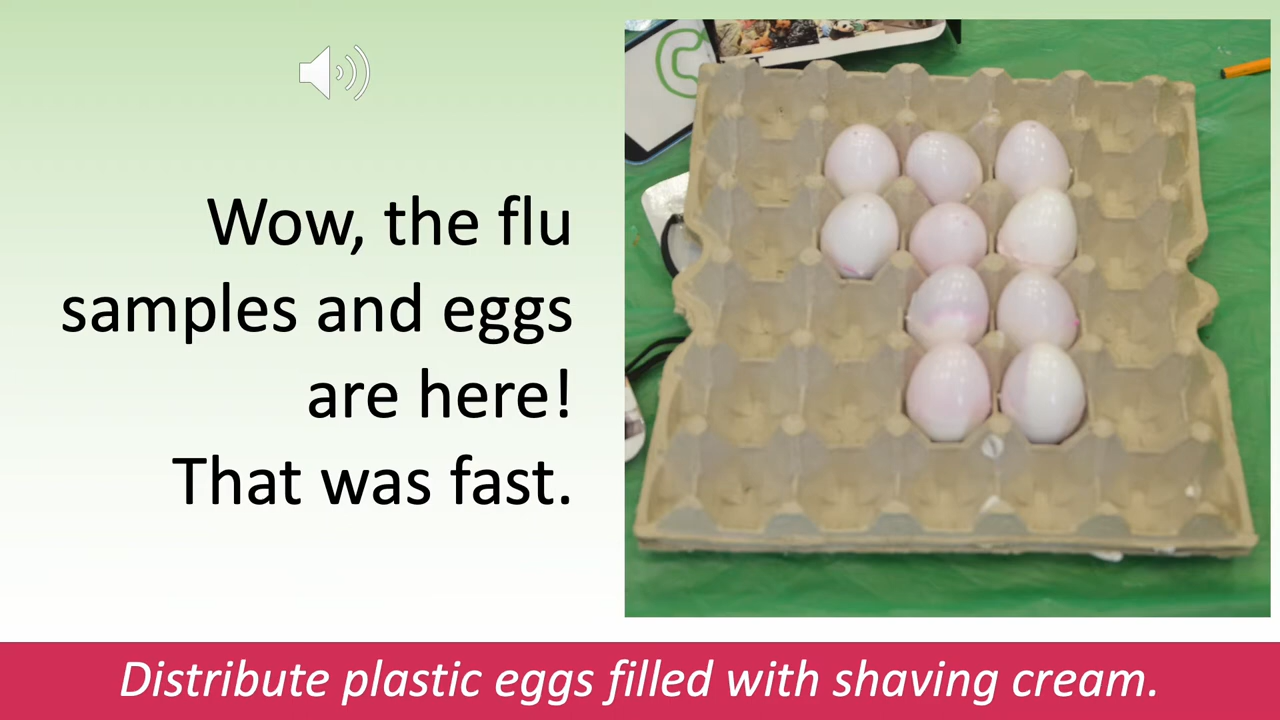 Wow, the flu
samples and eggs
are here!
That was fast.
Distribute plastic eggs filled with shaving cream.